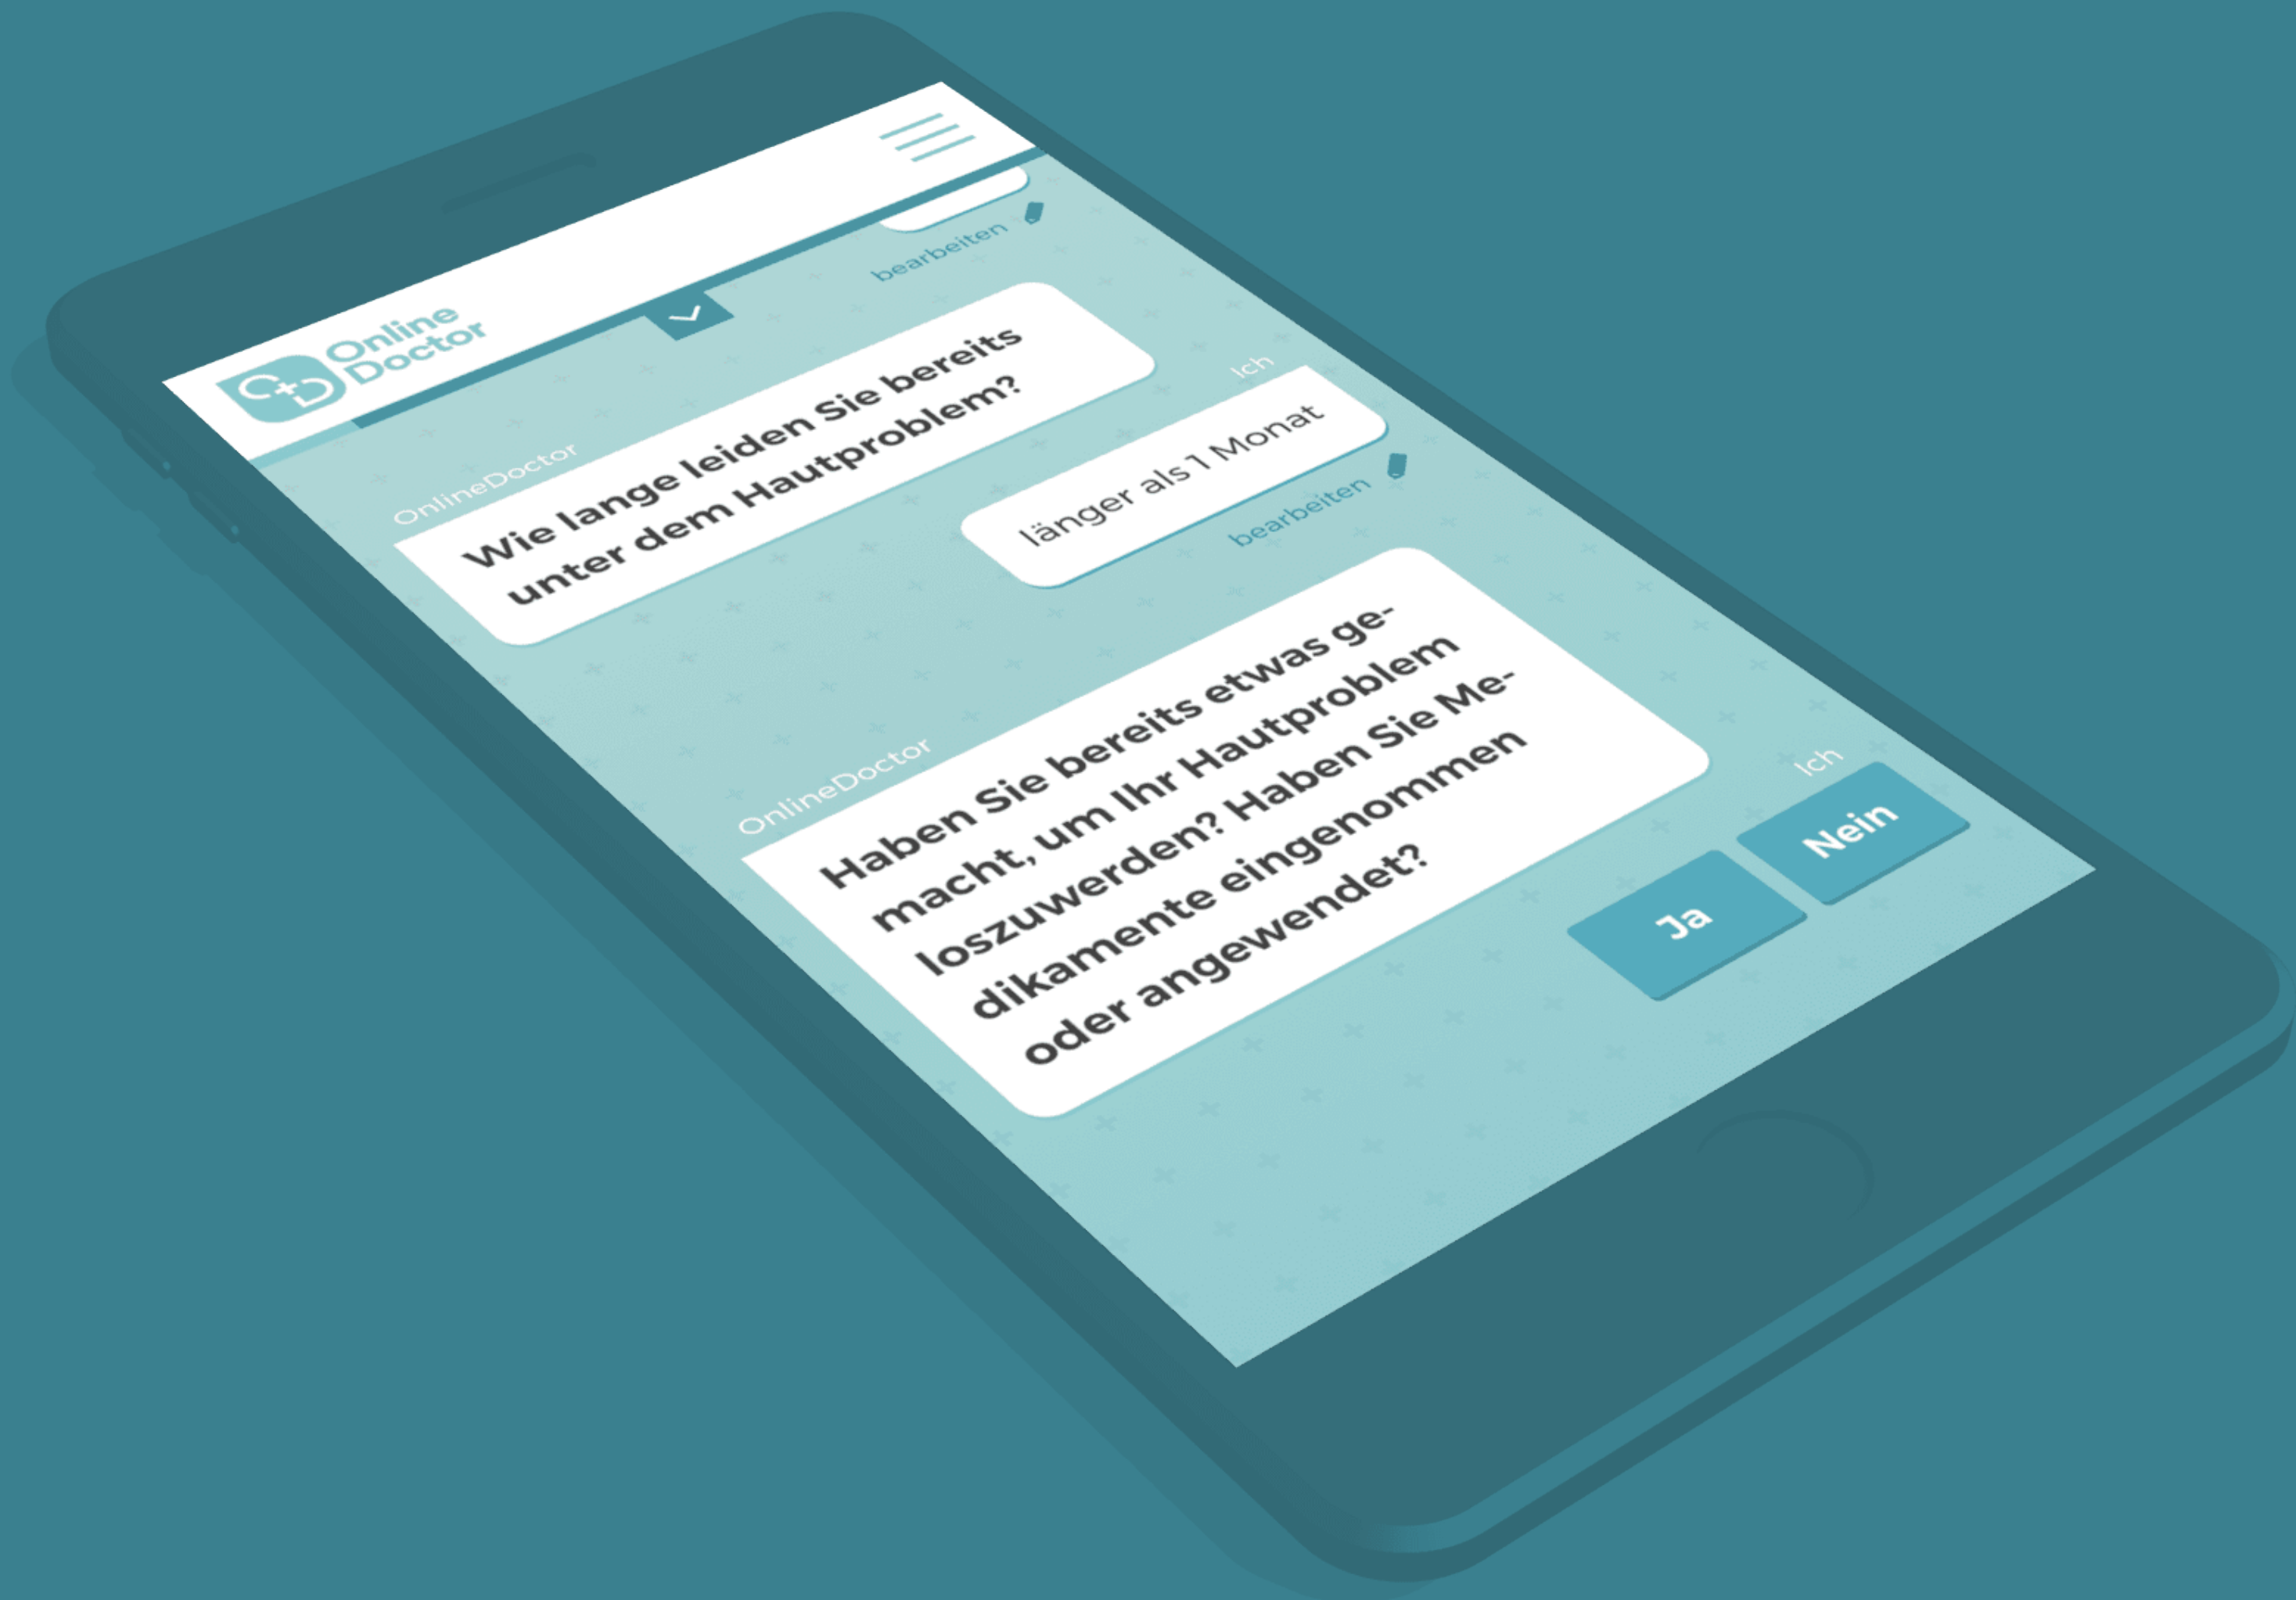 Online
Doctor
bearbeiten
OnlineDoctor
Wie lange leiden Sie bereits
unter dem Hautproblem?
Ich
länger als 1 Monat
bearbeiten
OnlineDoctor
Haben Sie bereits etwas ge-
macht, um Ihr Hautproblem
loszuwerden? Haben Sie Me-
dikamente eingenommen
oder angewendet?
Ich
Ja
Nein